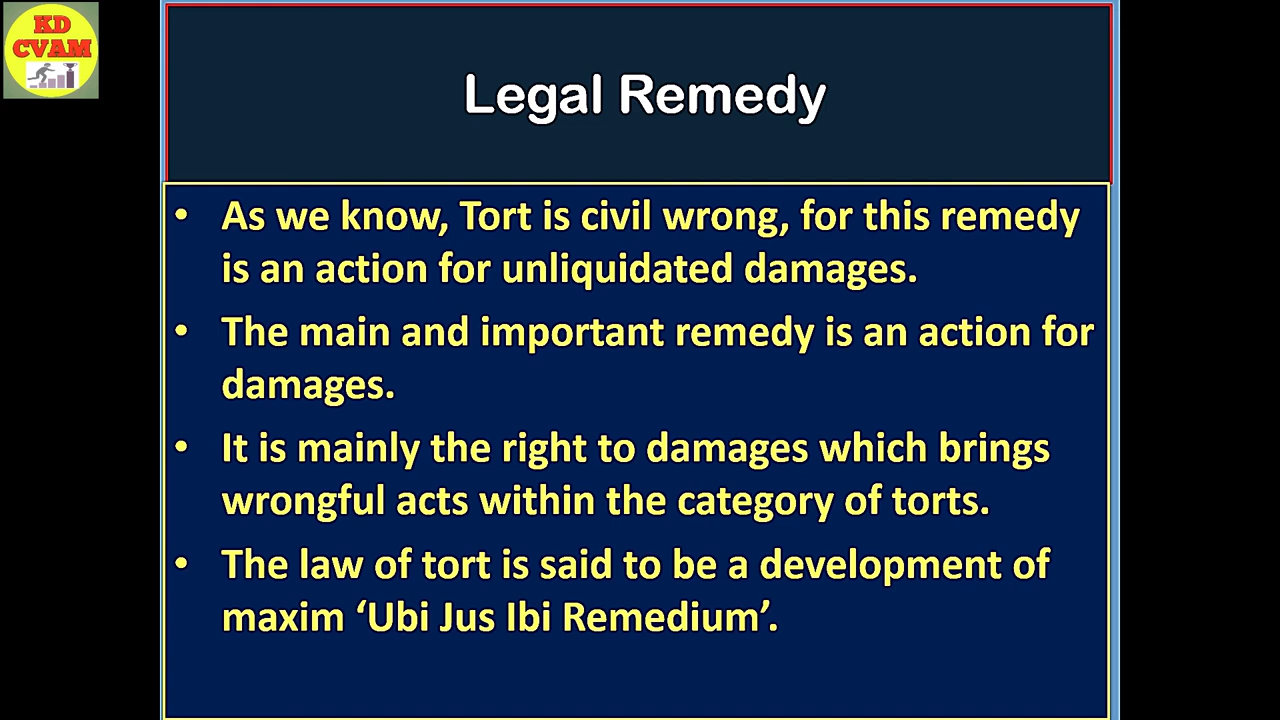 KD
CVAM
Legal Remedy
• As we know, Tort is civil wrong, for this remedy
is an action for unliquidated damages.
• The main and important remedy is an action for
damages.
• It is mainly the right to damages which brings
wrongful acts within the category of torts.
• The law of tort is said to be a development of
maxim ‘Ubi Jus Ibi Remedium’.